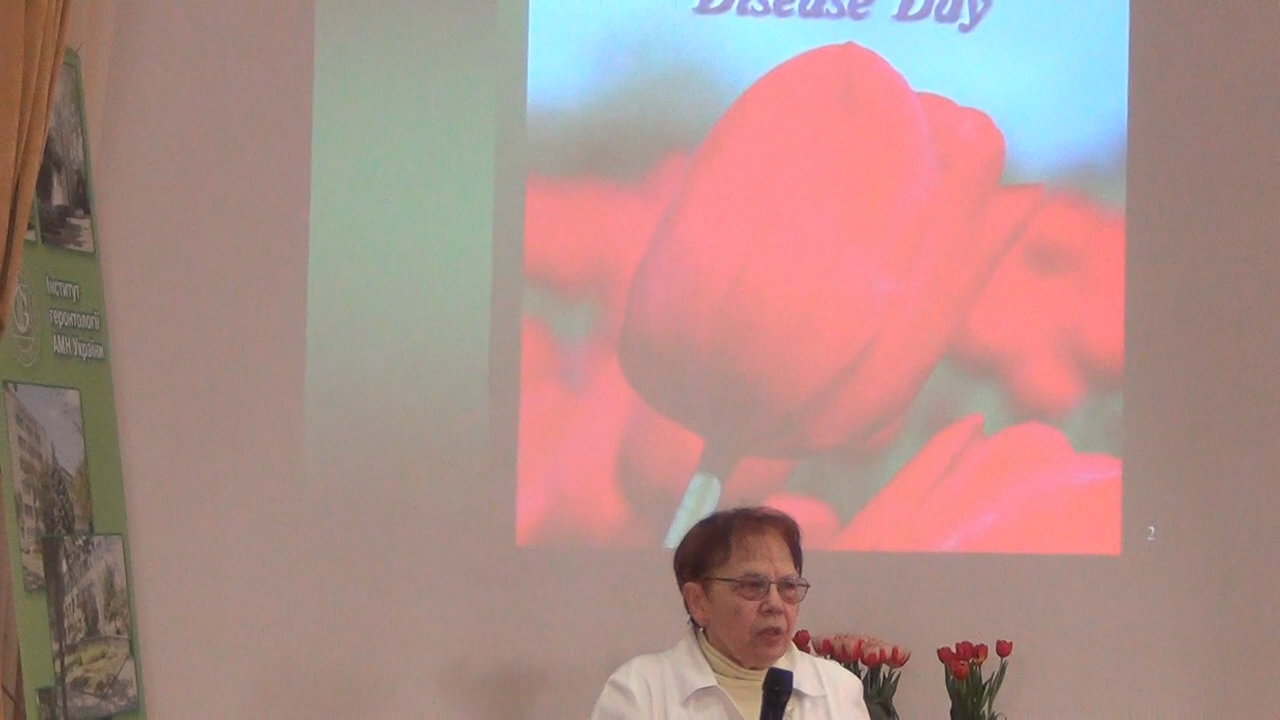 Disease Day
Інститут
геронтології
АМН України
2